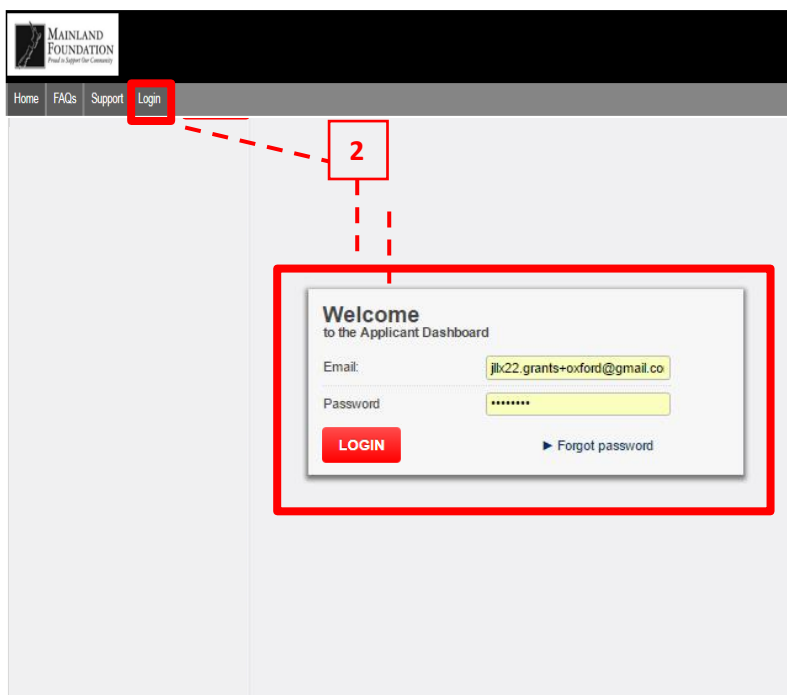 MAINLAND
FOUNDATION
Proud to Support Our Community
Home FAQs Support Login
2
Welcome
to the Applicant Dashboard
Email: jllx22.grants+oxford@gmail.co
Password ••••••••
LOGIN ► Forgot password